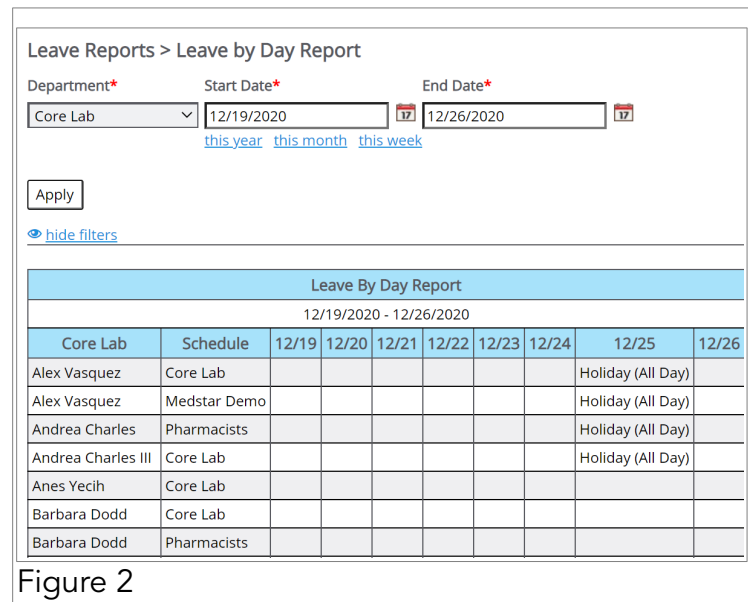 Leave Reports > Leave by Day Report
Department* Start Date* End Date*
Core Lab 12/19/2020 17 12/26/2020 17
this year this month this week
Apply
hide filters
Leave By Day Report
12/19/2020 - 12/26/2020
Core Lab Schedule 12/19 12/20 12/21 12/22 12/23 12/24 12/25 12/26
Alex Vasquez Core Lab Holiday (All Day)
Alex Vasquez Medstar Demo Holiday (All Day)
Andrea Charles Pharmacists Holiday (All Day)
Andrea Charles III Core Lab Holiday (All Day)
Anes Yecih Core Lab
Barbara Dodd Core Lab
Barbara Dodd Pharmacists
Figure 2